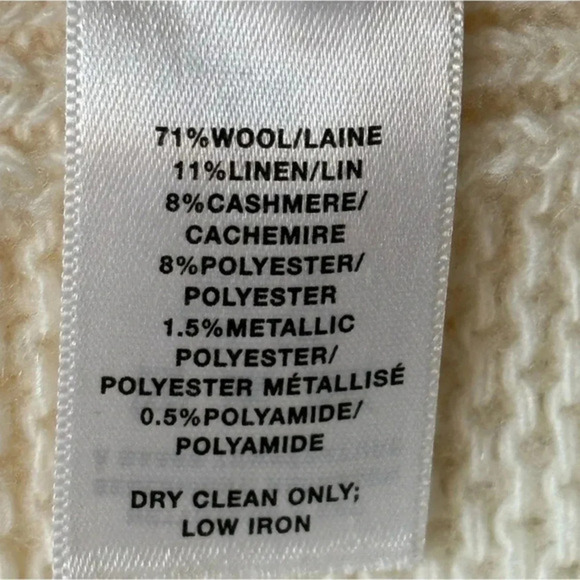 71%WOOL/LAINE
11%LINEN/LIN
8%CASHMERE/
CACHEMIRE
8%POLYESTER/
POLYESTER
1.5%METALLIC
POLYESTER/
POLYESTER MÉTALLISÉ
0.5%POLYAMIDE/
POLYAMIDE
DRY CLEAN ONLY;
LOW IRON